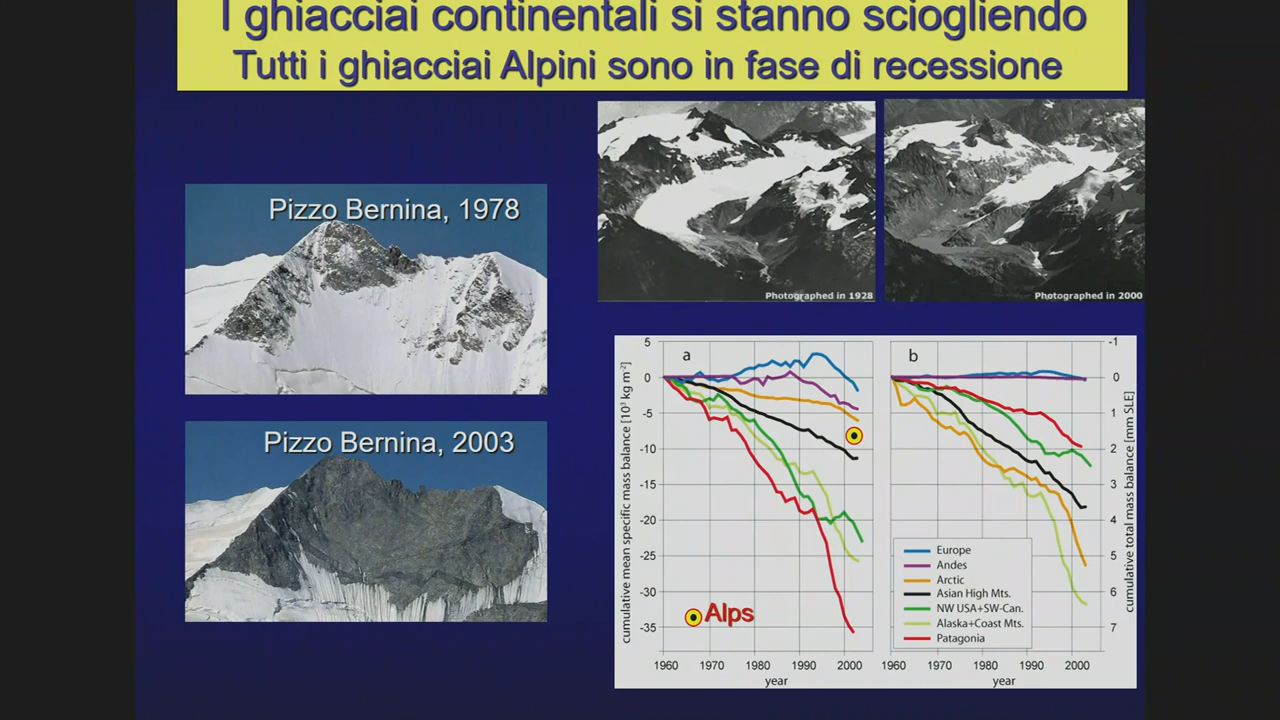 I ghiacciai continentali si stanno sciogliendo
Tutti i ghiacciai Alpini sono in fase di recessione
Pizzo Bernina, 1978
Photographed in 1928
Photographed in 2000
Pizzo Bernina, 2003
a
b
cumulative mean specific mass balance [10³ kg m⁻²]
5
0
-5
-10
-15
-20
-25
-30
-35
Alps
1960
1970
1980
1990
2000
year
Europe
Andes
Arctic
Asian High Mts.
NW USA+SW-Can.
Alaska+Coast Mts.
Patagonia
1960
1970
1980
1990
2000
year
-1
0
1
2
3
4
5
6
7
cumulative total mass balance [mm SLE]